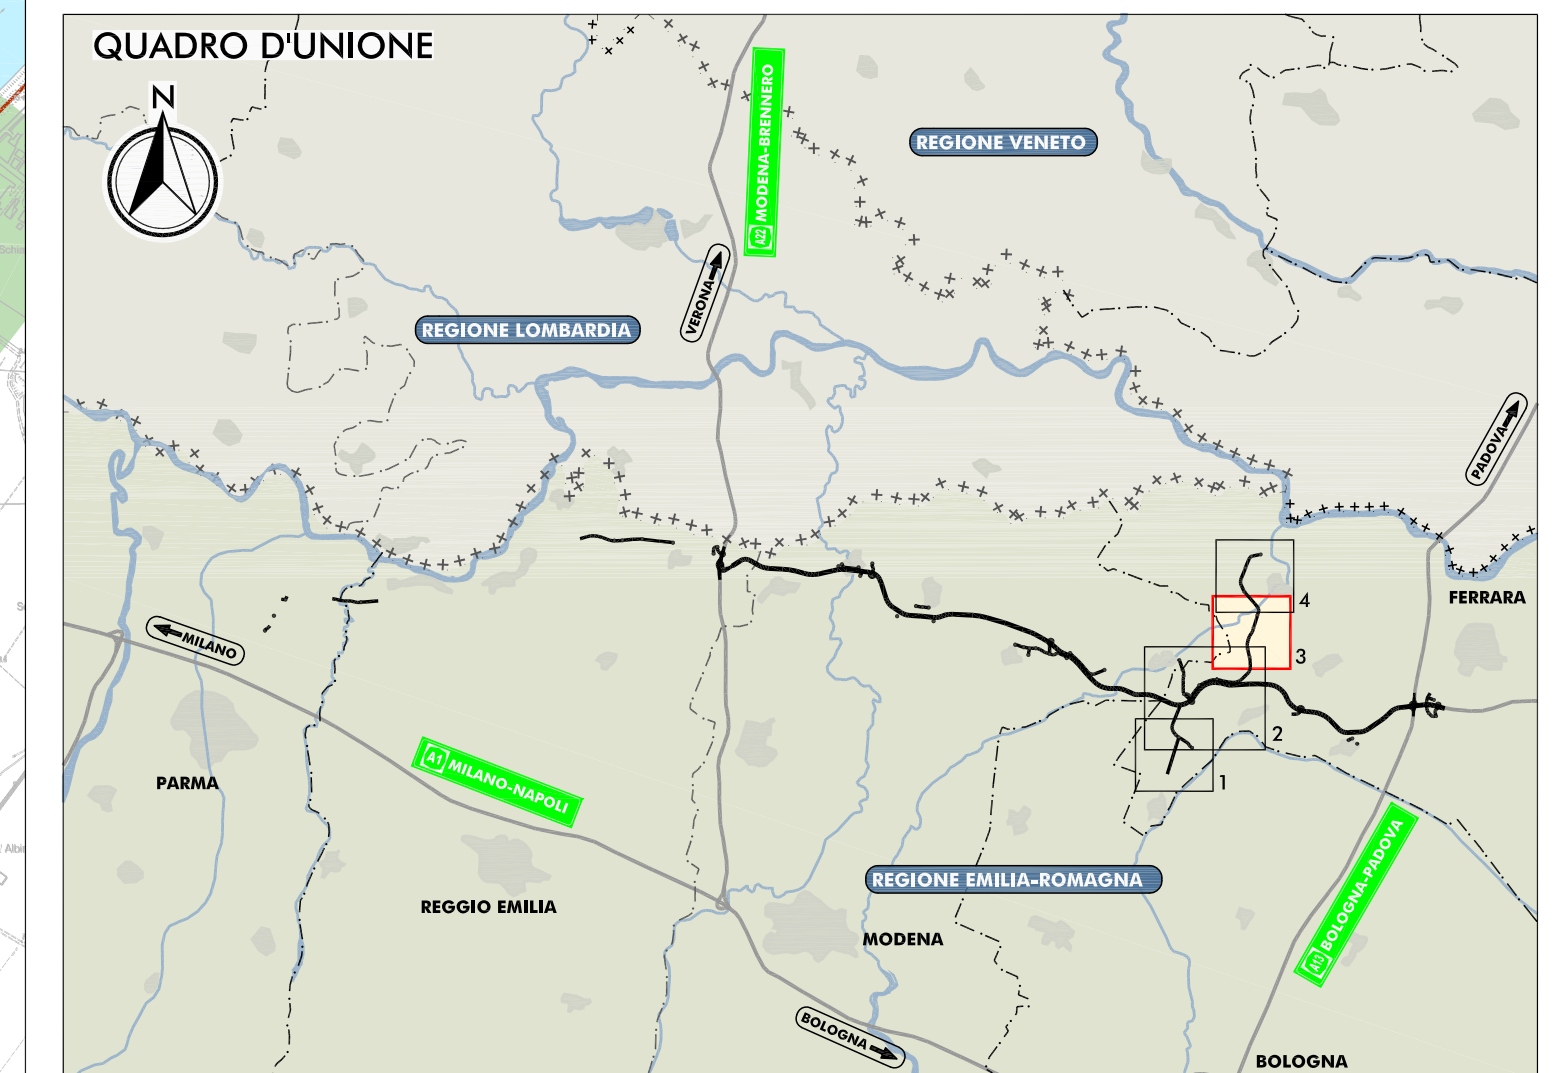 QUADRO D'UNIONE
N
A22 MODENA-BRENNERO
REGIONE VENETO
VERONA
REGIONE LOMBARDIA
PADOVA
MILANO
4
FERRARA
3
2
1
PARMA
A1 MILANO-NAPOLI
REGIONE EMILIA-ROMAGNA
A13 BOLOGNA-PADOVA
REGGIO EMILIA
MODENA
BOLOGNA
BOLOGNA